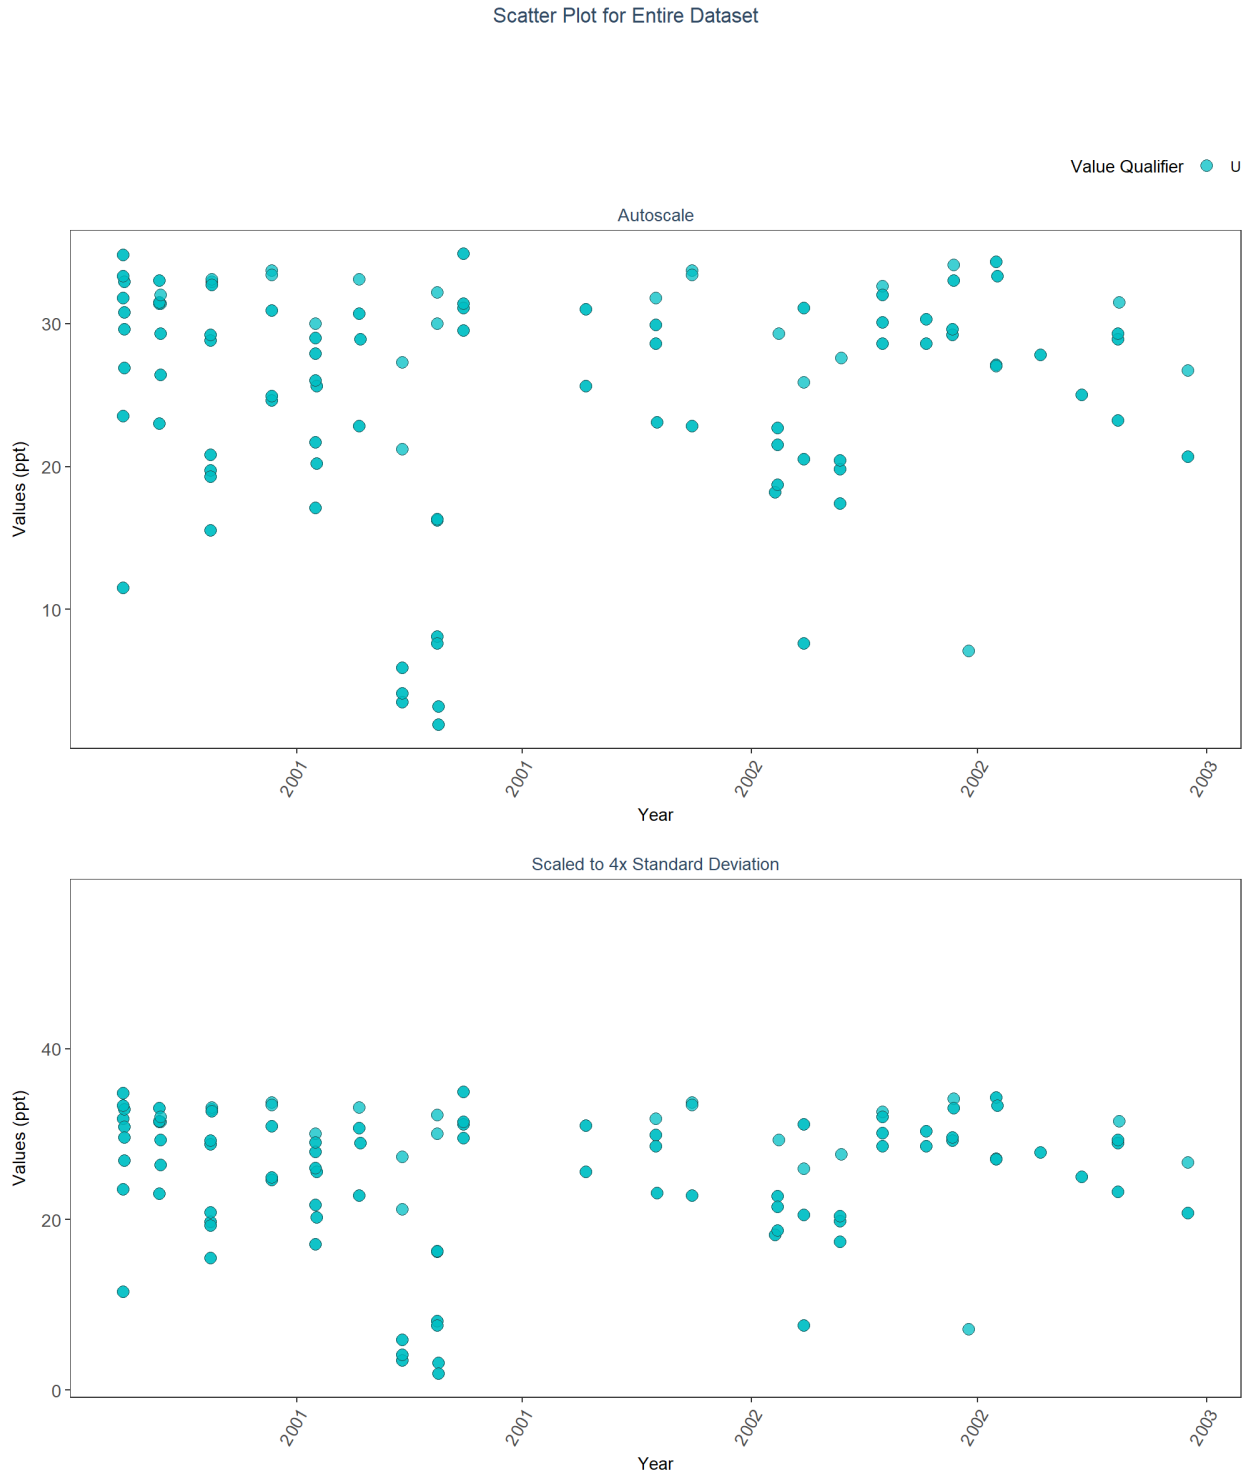 Scatter Plot for Entire Dataset
Value Qualifier U
Autoscale
30
20
10
Values (ppt)
2001 2001 2002 2002 2003
Year
Scaled to 4x Standard Deviation
40
20
0
Values (ppt)
2001 2001 2002 2002 2003
Year